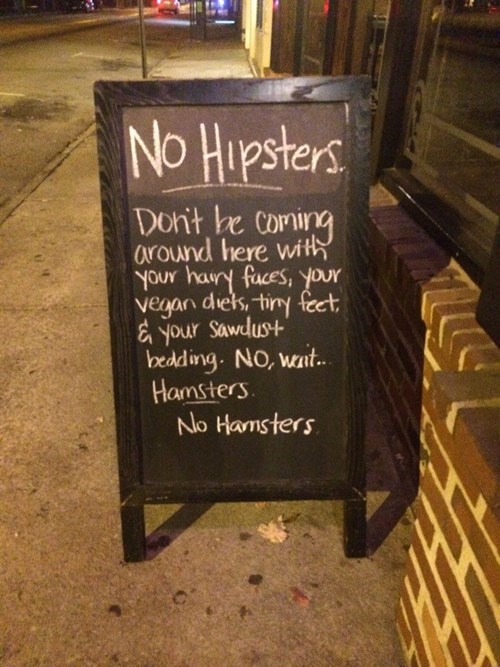 No Hipsters.
Don't be coming
around here with
your hairy faces, your
vegan diets, tiny feet,
& your sawdust
bedding. NO, wait...
Hamsters.
No Hamsters.